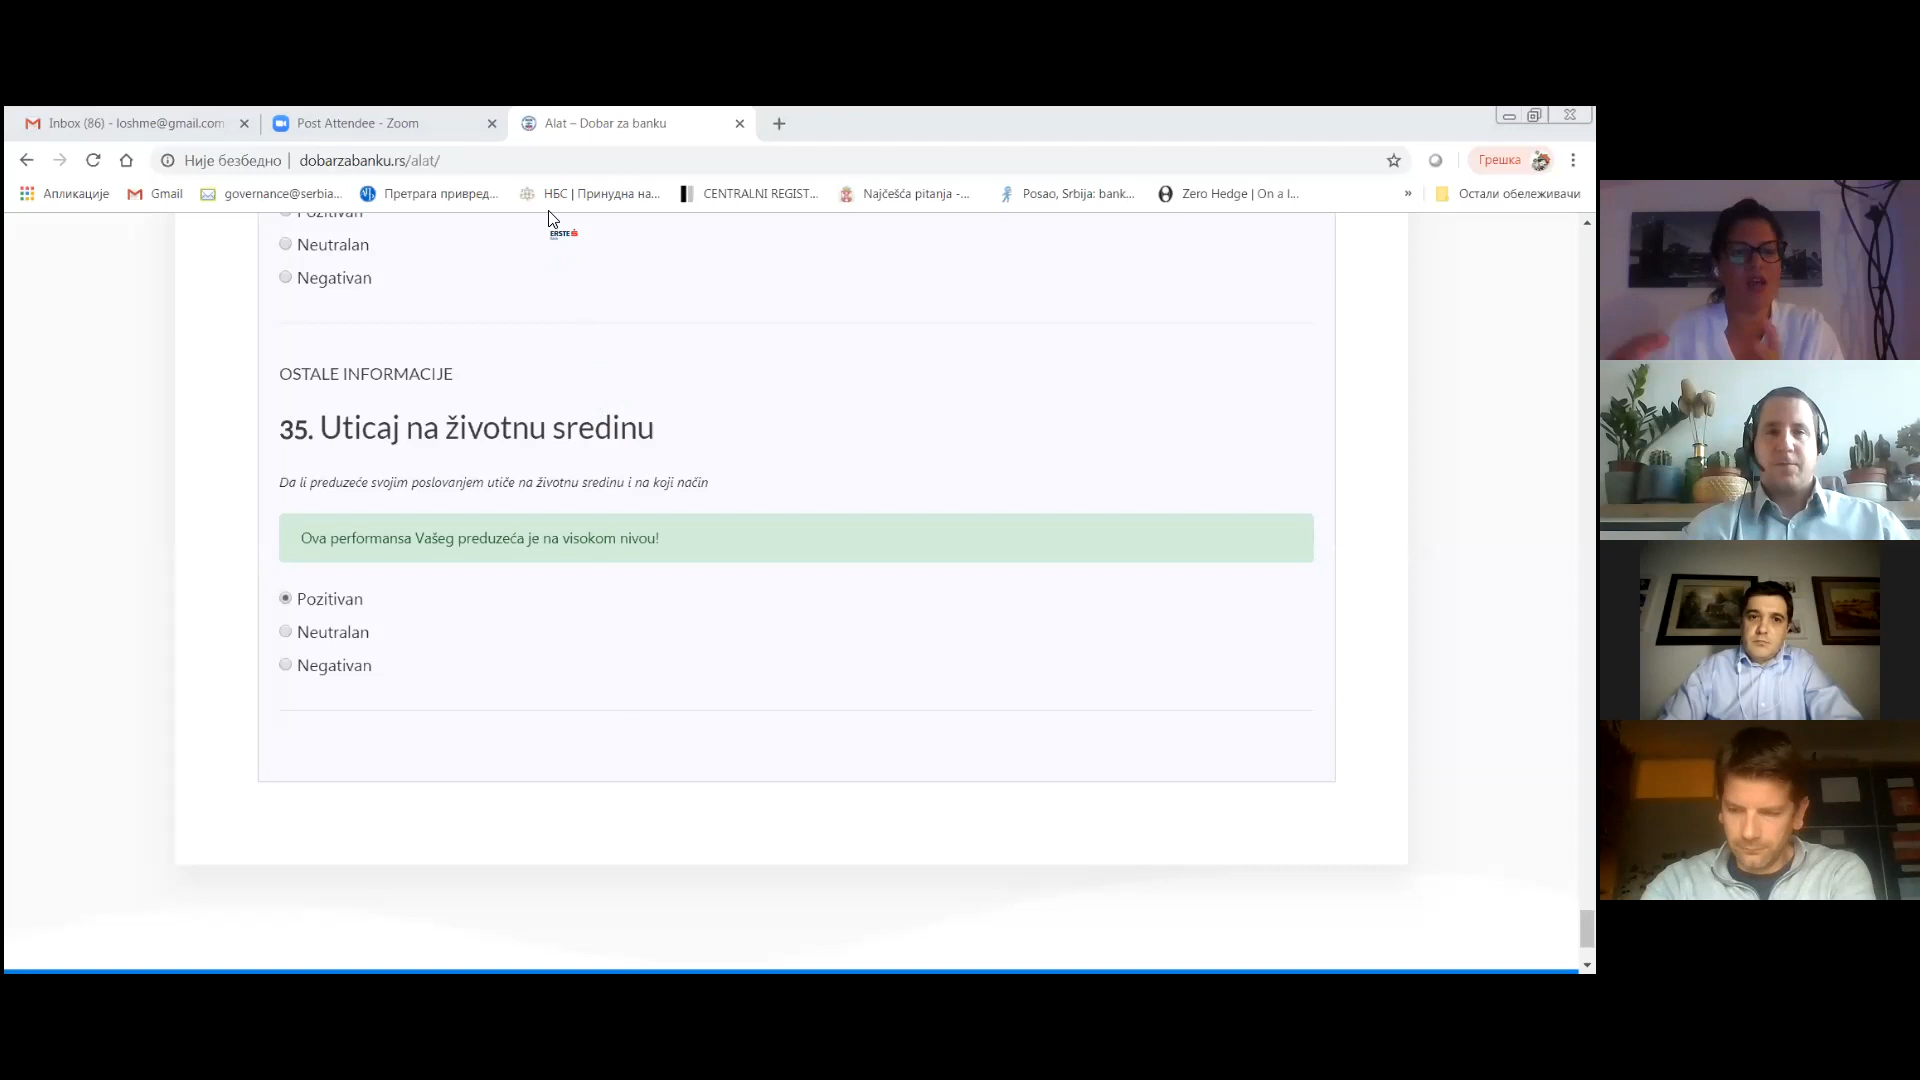 Inbox (86) - loshme@gmail.com
Post Attendee - Zoom
Alat – Dobar za banku
Није безбедно | dobarzabanku.rs/alat/
Грешка
Апликације
Gmail
governance@serbia...
Претрага привред...
НБС | Принудна на...
CENTRALNI REGIST...
Najčešća pitanja -...
Posao, Srbija: bank...
Zero Hedge | On a l...
»
Остали обележивачи
Pozitivan
ERSTE
Neutralan
Negativan
OSTALE INFORMACIJE
35. Uticaj na životnu sredinu
Da li preduzeće svojim poslovanjem utiče na životnu sredinu i na koji način
Ova performansa Vašeg preduzeća je na visokom nivou!
Pozitivan
Neutralan
Negativan